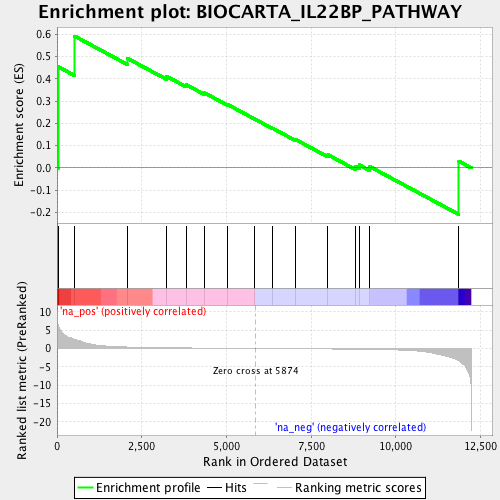 Enrichment plot: BIOCARTA_IL22BP_PATHWAY
Enrichment score (ES)
0.6
0.5
0.4
0.3
0.2
0.1
0.0
-0.1
-0.2
Ranked list metric (PreRanked)
10
5
0
-5
-10
-15
-20
'na_pos' (positively correlated)
Zero cross at 5874
'na_neg' (negatively correlated)
0
2,500
5,000
7,500
10,000
12,500
Rank in Ordered Dataset
Enrichment profile
Hits
Ranking metric scores